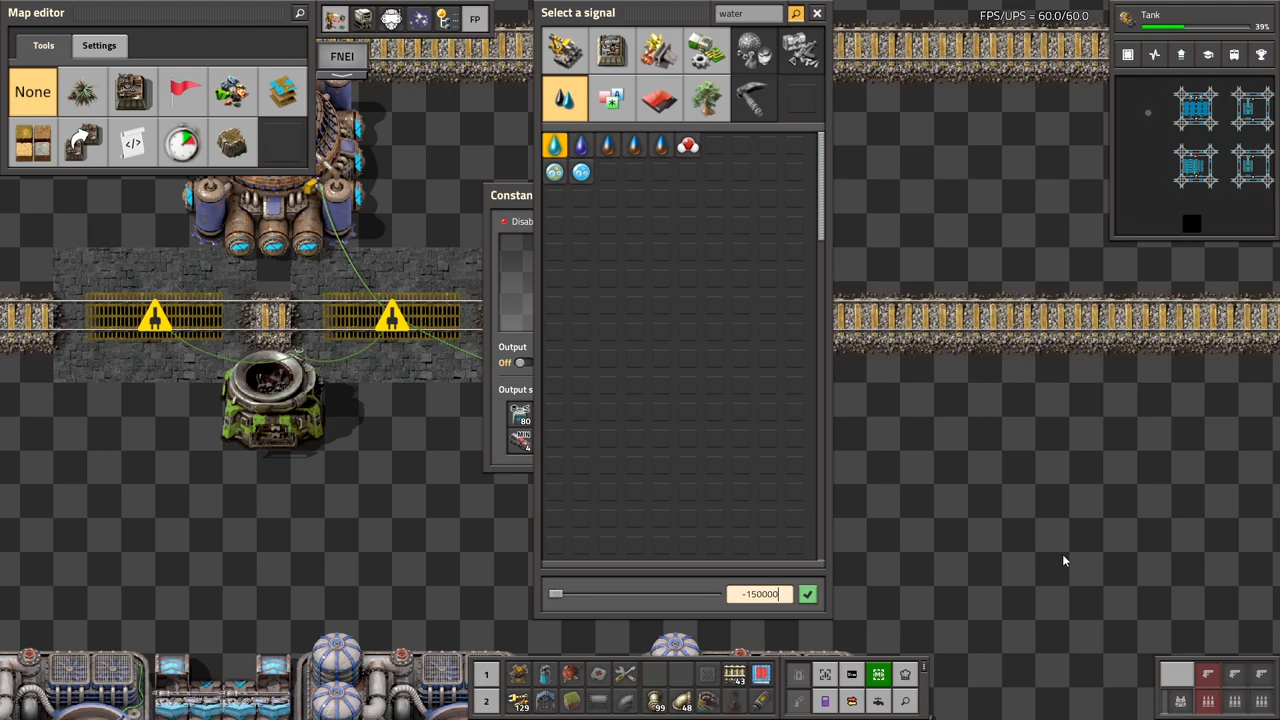 Map editor
Tools
Settings
None
FP
FNEI
Select a signal
water
FPS/UPS = 60.0/60.0
Tank
39%
Constan
Disab
Output
Off
Output s
80
MIN
4
-150000
1
2
43
129
99
48